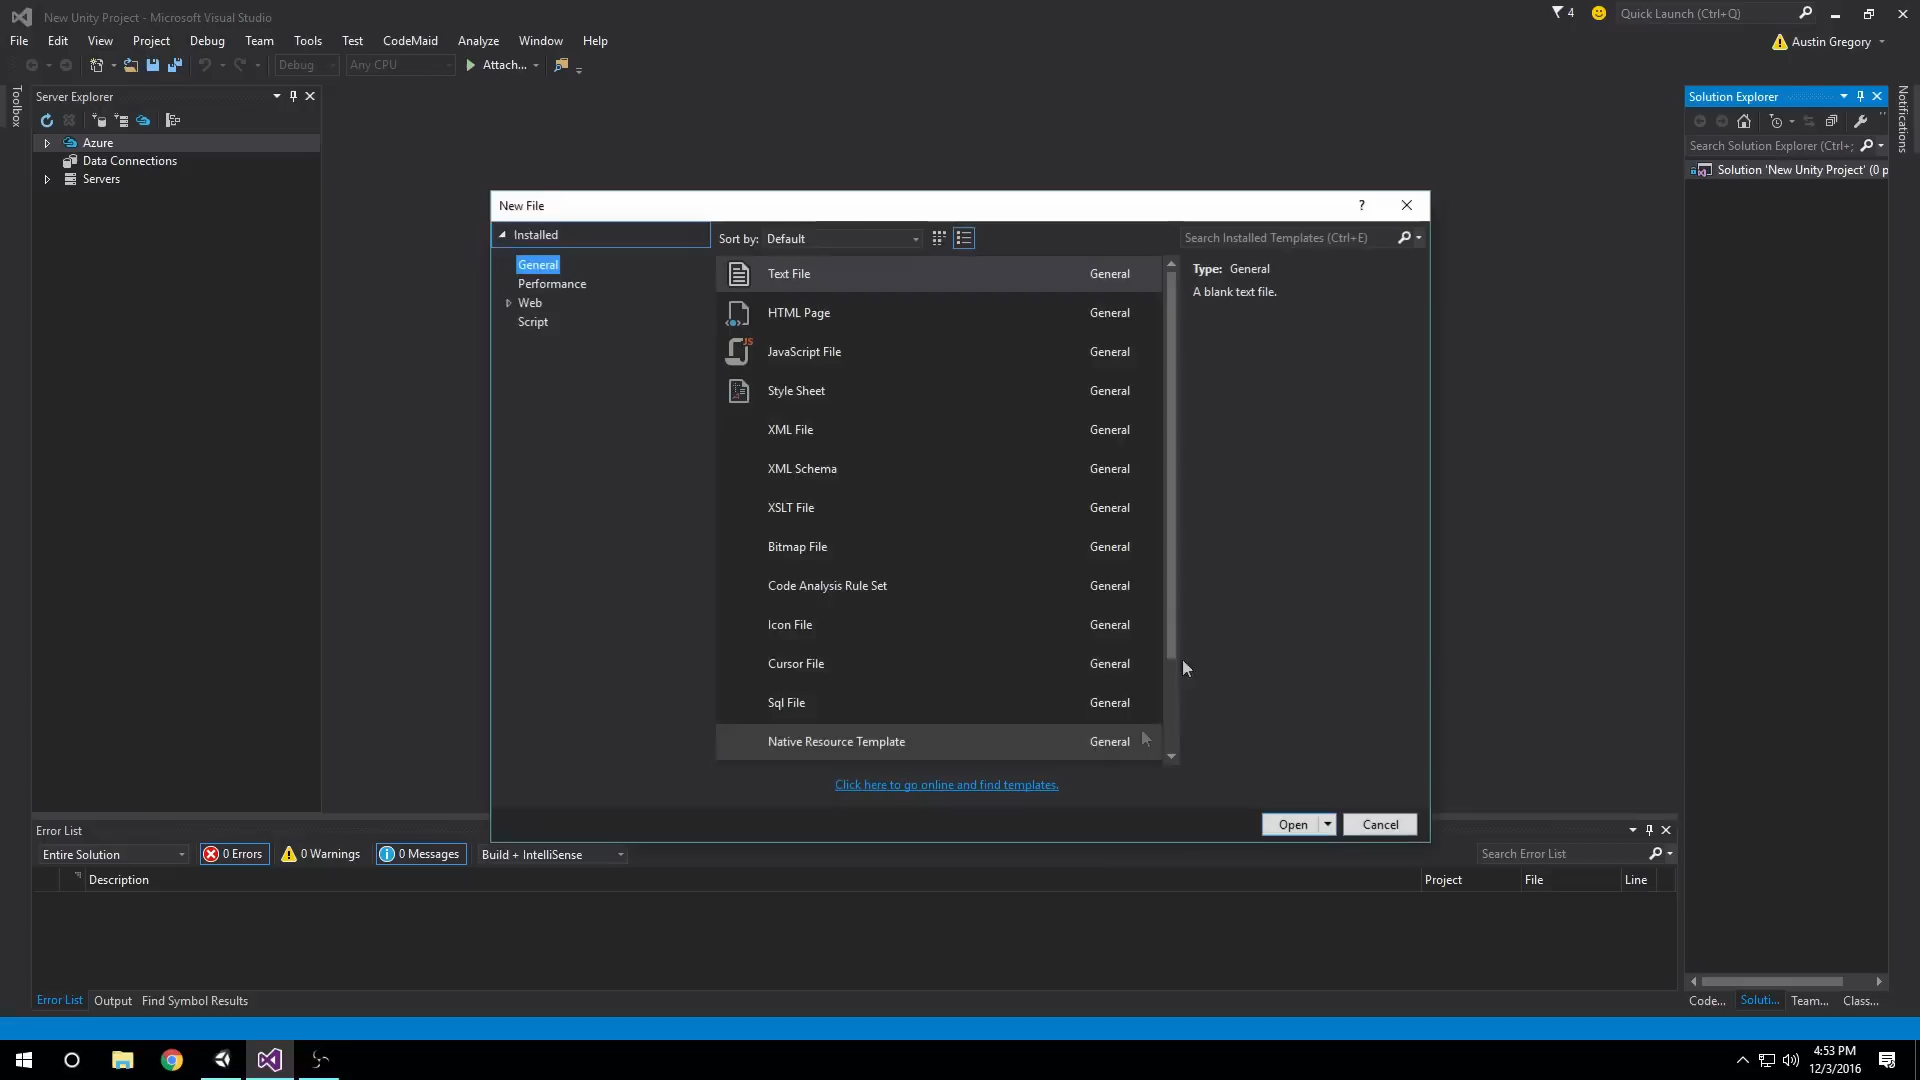 New Unity Project - Microsoft Visual Studio
4
Quick Launch (Ctrl+Q)
File Edit View Project Debug Team Tools Test CodeMaid Analyze Window Help
Austin Gregory
Debug Any CPU Attach...
Toolbox
Server Explorer
Azure
Data Connections
Servers
New File
Installed
General
Performance
Web
Script
Sort by: Default
Search Installed Templates (Ctrl+E)
Text File General
HTML Page General
JavaScript File General
Style Sheet General
XML File General
XML Schema General
XSLT File General
Bitmap File General
Code Analysis Rule Set General
Icon File General
Cursor File General
Sql File General
Native Resource Template General
Type: General
A blank text file.
Click here to go online and find templates.
Open Cancel
Solution Explorer
Search Solution Explorer (Ctrl+;
Solution 'New Unity Project' (0 p
Notifications
Error List
Entire Solution 0 Errors 0 Warnings 0 Messages Build + IntelliSense Search Error List
Description Project File Line
Error List Output Find Symbol Results
Code... Soluti... Team... Class...
4:53 PM
12/3/2016